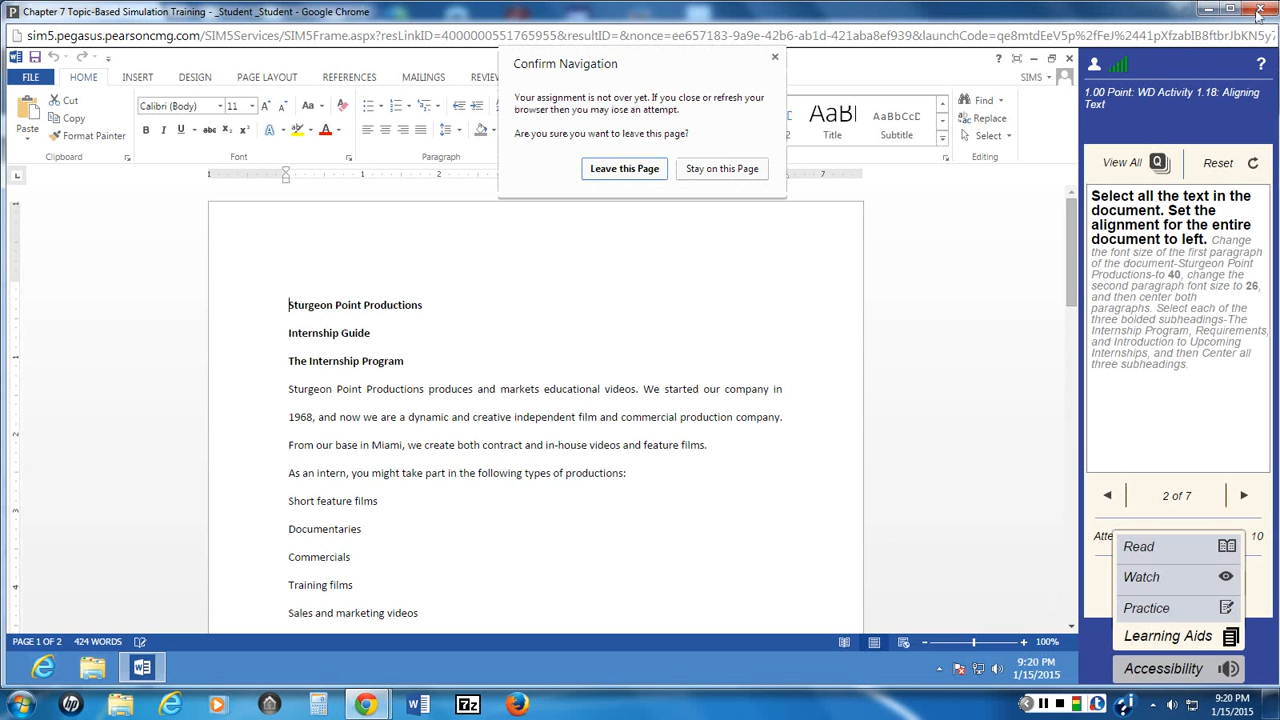 Chapter 7 Topic-Based Simulation Training - _Student _Student - Google Chrome
sim5.pegasus.pearsoncmg.com/SIM5Services/SIM5Frame.aspx?resLinkID=4000000551765955&resultID=&nonce=ee657183-a9e

FILE HOME INSERT DESIGN PAGE LAYOUT REFERENCES MAILINGS SIMS
Cut
Copy
Format Painter
Paste
Clipboard
Calibri (Body) 11
Font
Paragraph
AaBl
Title
AaBbCcC
Subtitle
Find
Replace
Select
Editing
Confirm Navigation
Your assignment is not over yet. If you close or refresh your
browser then you may lose an attempt.
Are you sure you want to leave this page?
Leave this Page Stay on this Page
Sturgeon Point Productions
Internship Guide
The Internship Program
Sturgeon Point Productions produces and markets educational videos. We started our company in
1968, and now we are a dynamic and creative independent film and commercial production company.
From our base in Miami, we create both contract and in-house videos and feature films.
As an intern, you might take part in the following types of productions:
Short feature films
Documentaries
Commercials
Training films
Sales and marketing videos
PAGE 1 OF 2 424 WORDS 100%
9:20 PM
1/15/2015
1.00 Point: WD Activity 1.18: Aligning
Text
View All Q Reset
Select all the text in the
document. Set the
alignment for the entire
document to left. Change
the font size of the first paragraph
of the document-Sturgeon Point
Productions-to 40, change the
second paragraph font size to 26,
and then center both
paragraphs. Select each of the
three bolded subheadings-The
Internship Program, Requirements,
and Introduction to Upcoming
Internships, and then Center all
three subheadings.
2 of 7
10
Read
Watch
Practice
Learning Aids
Accessibility
9:20 PM
1/15/2015